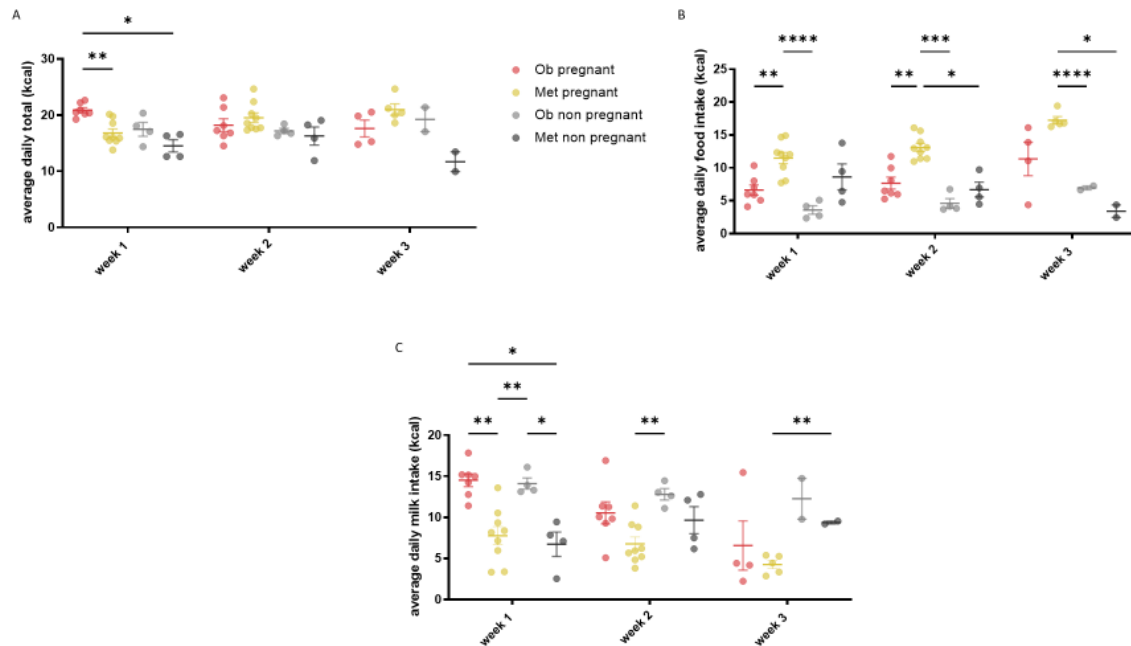 A
*
**
average daily total (kcal)
30
20
10
0
week 1
week 2
week 3
Ob pregnant
Met pregnant
Ob non pregnant
Met non pregnant
B
****
***
*
**
**
*
****
average daily food intake (kcal)
25
20
15
10
5
0
week 1
week 2
week 3
C
*
**
**
*
**
**
average daily milk intake (kcal)
20
15
10
5
0
week 1
week 2
week 3